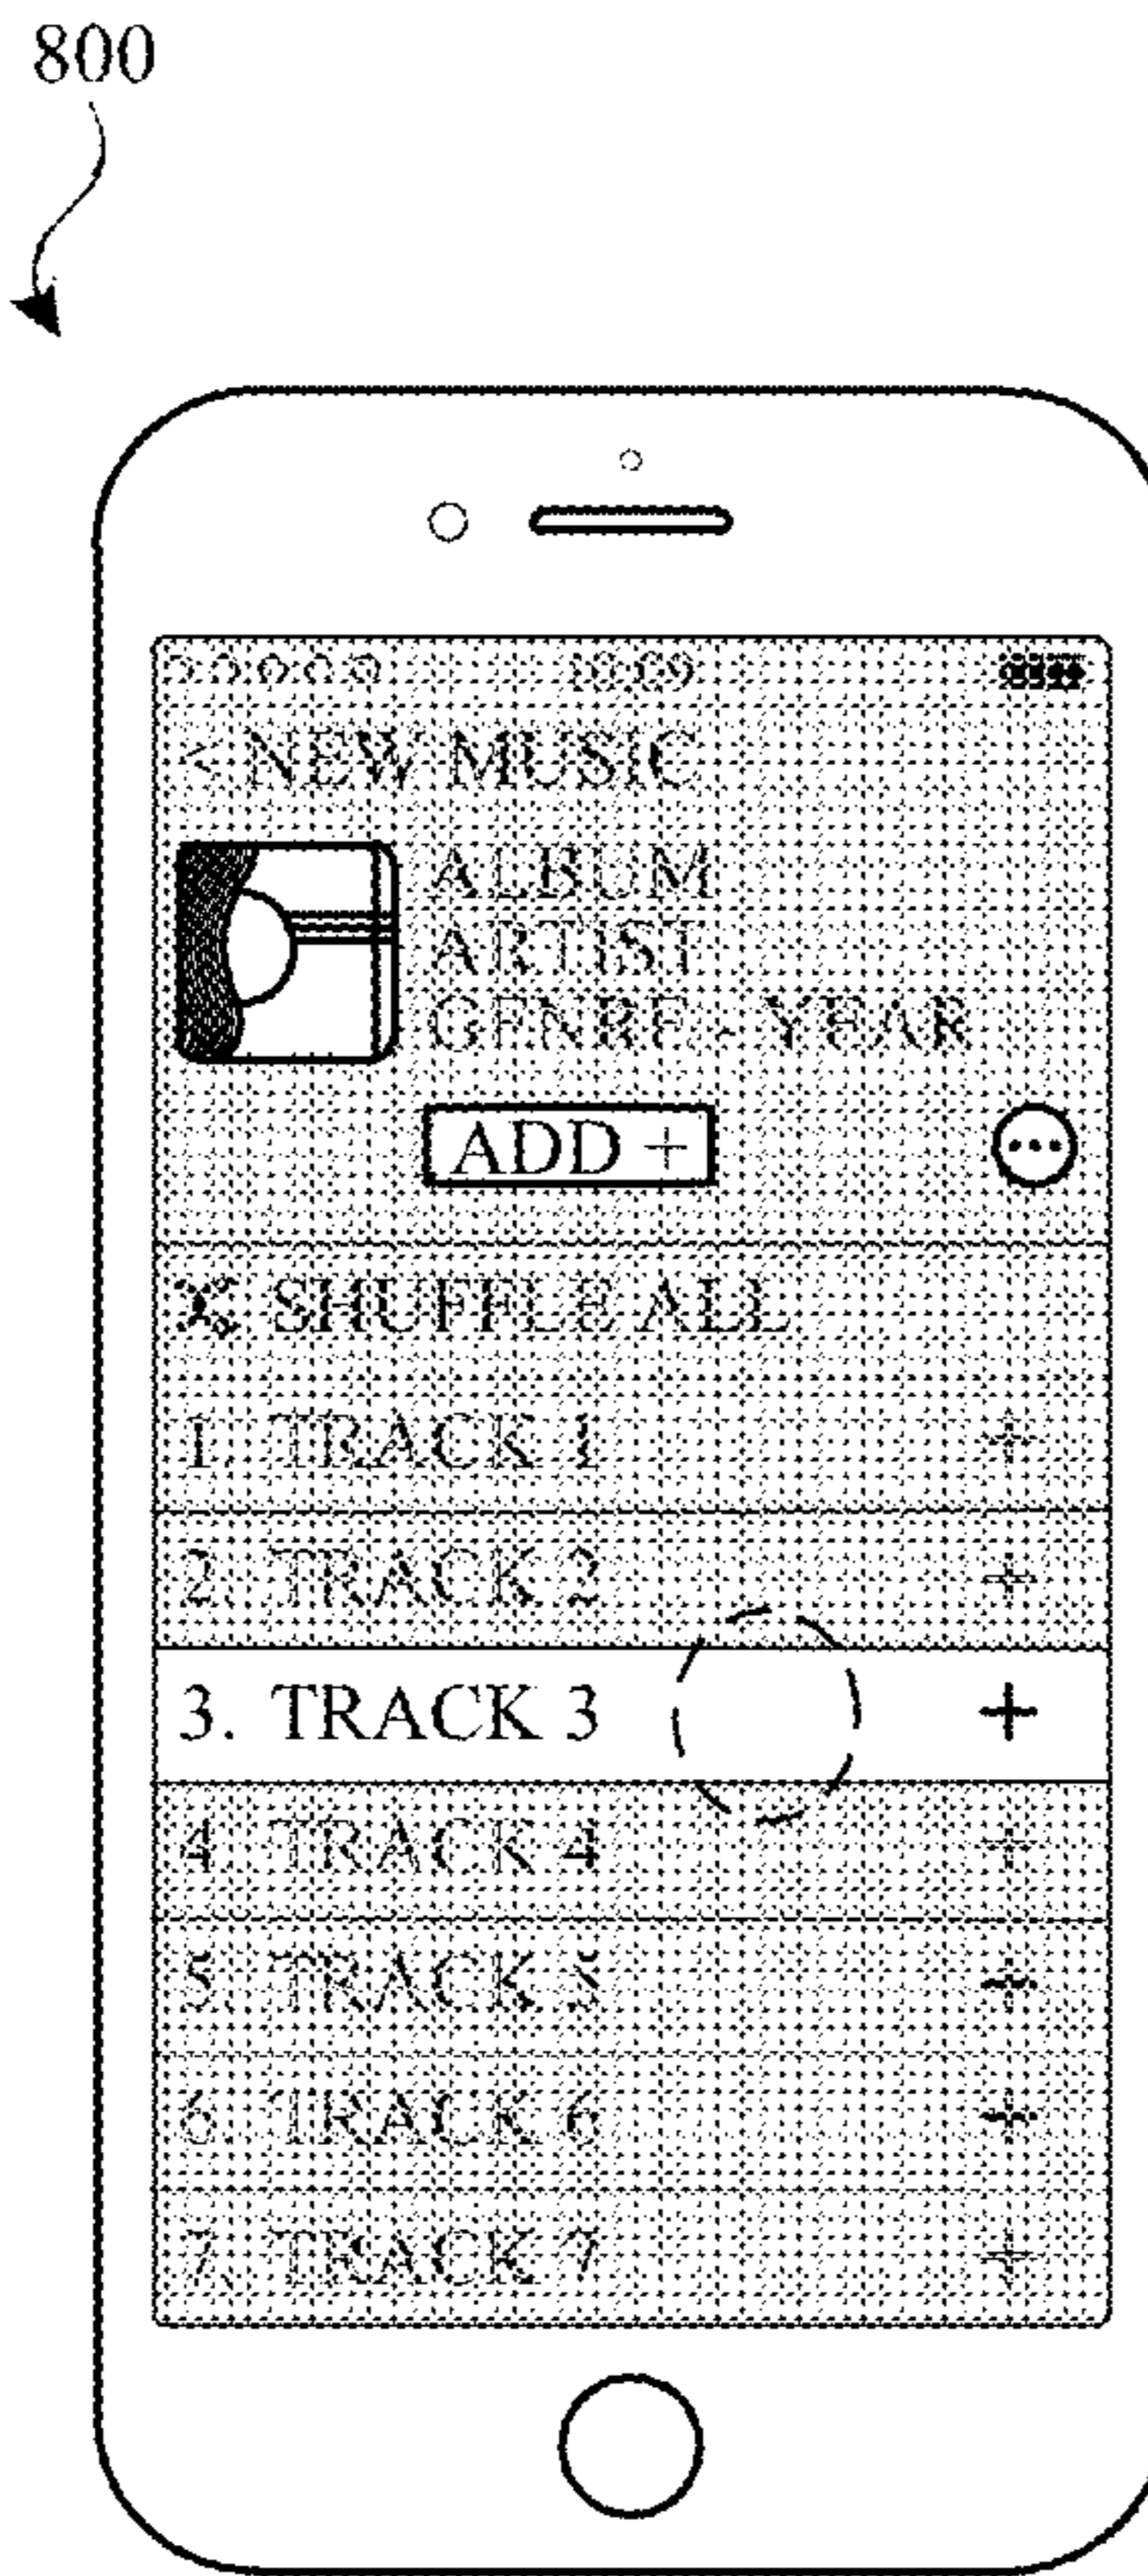 800
< NEW MUSIC
ALBUM
ARTIST
GENRE - YEAR
ADD +
SHUFFLE ALL
1. TRACK 1 +
2. TRACK 2 +
3. TRACK 3 +
4. TRACK 4 +
5. TRACK 5 +
6. TRACK 6 +
7. TRACK 7 +